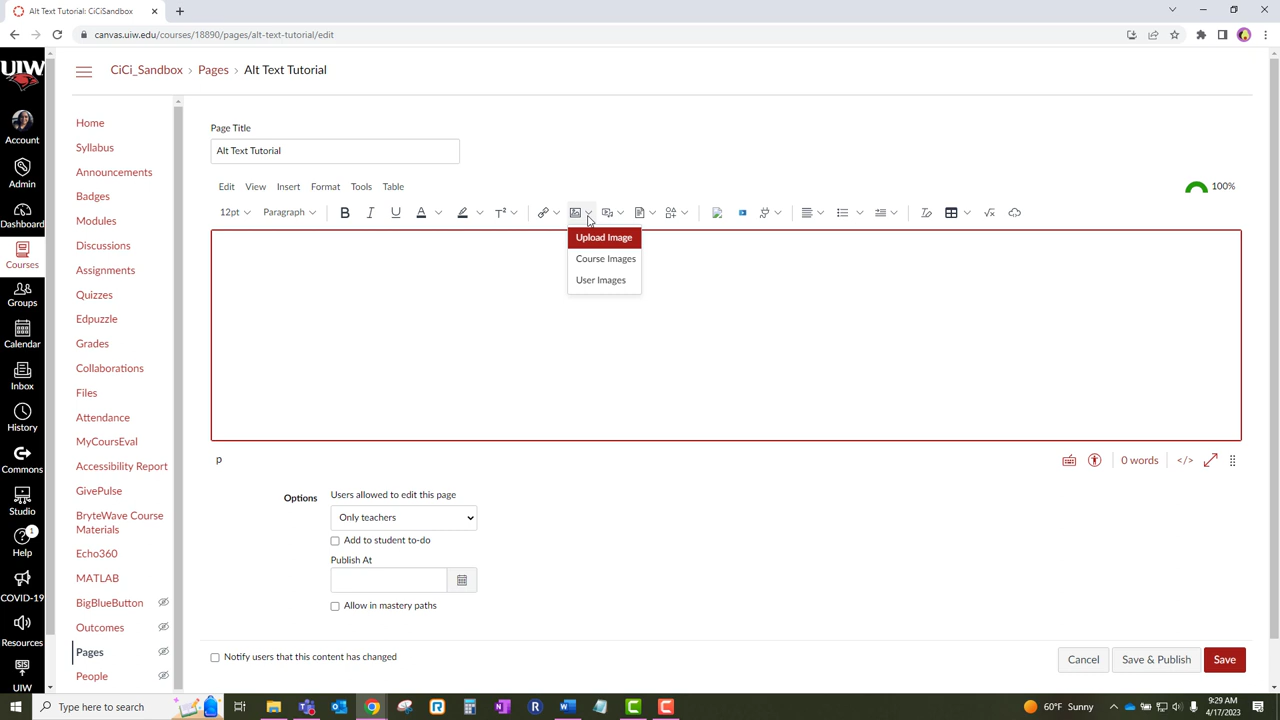 Alt Text Tutorial: CiCiSandbox
canvas.uiw.edu/courses/18890/pages/alt-text-tutorial/edit
UIW
Account
Admin
Dashboard
Courses
Groups
Calendar
Inbox
History
Commons
Studio
1
Help
COVID-19
Resources
SIS
UIW
CiCi_Sandbox > Pages > Alt Text Tutorial
Home
Syllabus
Announcements
Badges
Modules
Discussions
Assignments
Quizzes
Edpuzzle
Grades
Collaborations
Files
Attendance
MyCoursEval
Accessibility Report
GivePulse
BryteWave Course
Materials
Echo360
MATLAB
BigBlueButton
Outcomes
Pages
People
Page Title
Alt Text Tutorial
Edit View Insert Format Tools Table
100%
12pt Paragraph B I U A T²
Upload Image
Course Images
User Images
p
0 words </>
Options
Users allowed to edit this page
Only teachers
Add to student to-do
Publish At
Allow in mastery paths
Notify users that this content has changed
Cancel Save & Publish Save
Type here to search
60°F Sunny
9:29 AM
4/17/2023